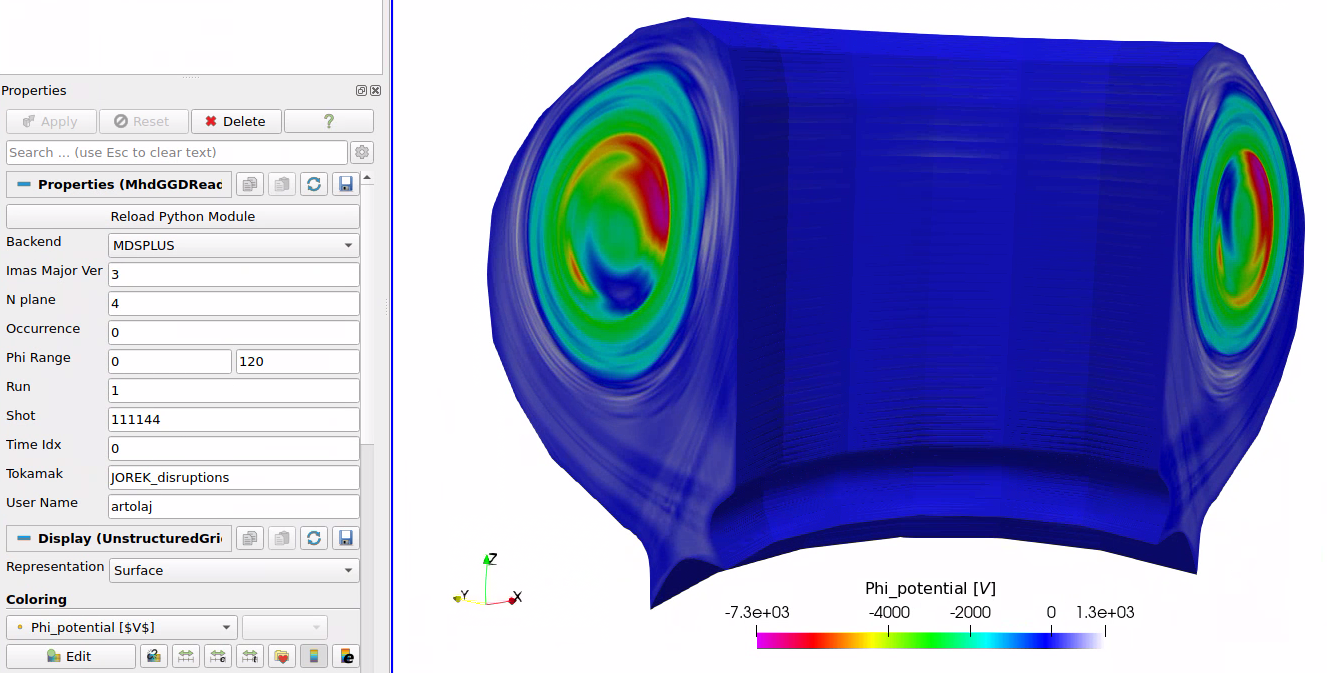 Properties
Apply Reset Delete ?
Search ... (use Esc to clear text)
Properties (MhdGGDRead
Reload Python Module
Backend MDSPLUS
Imas Major Ver 3
N plane 4
Occurrence 0
Phi Range 0 120
Run 1
Shot 111144
Time Idx 0
Tokamak JOREK_disruptions
User Name artolaj
Display (UnstructuredGri
Representation Surface
Coloring
Phi_potential [$V$]
Edit
Z
Y X
Phi_potential [V]
-7.3e+03 -4000 -2000 0 1.3e+03